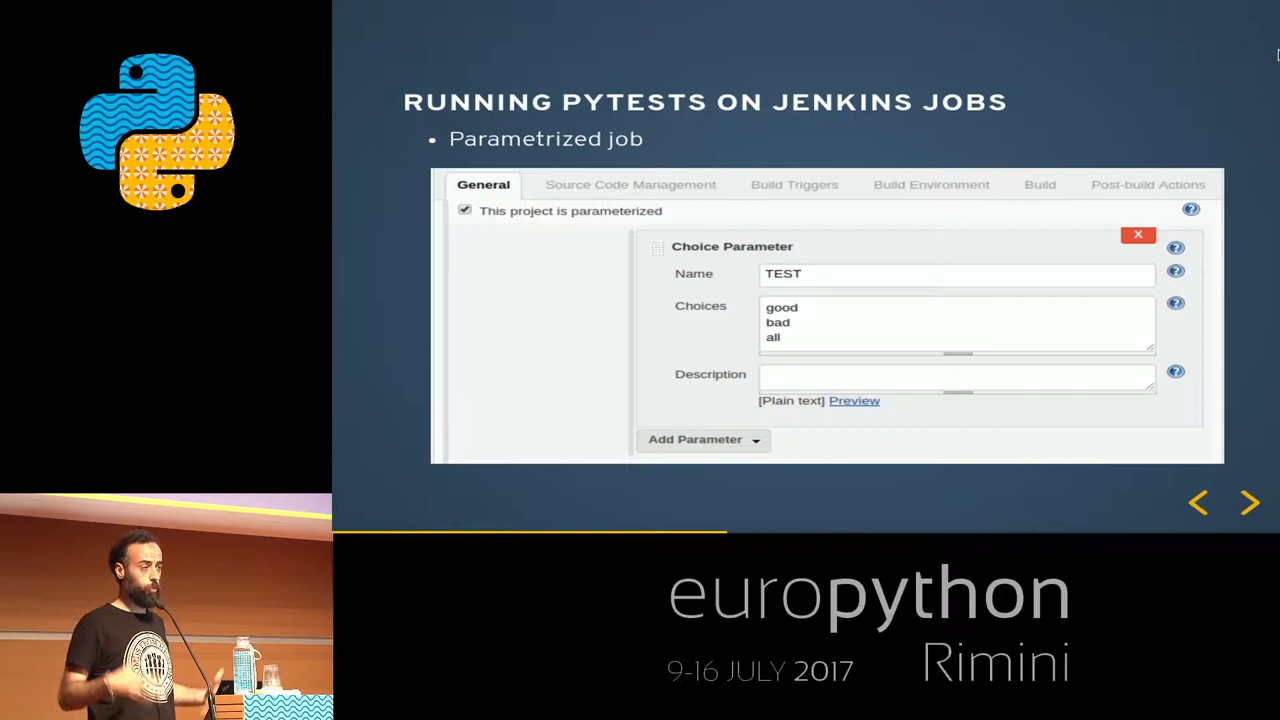 RUNNING PYTESTS ON JENKINS JOBS
• Parametrized job
General Source Code Management Build Triggers Build Environment Build Post-build Actions
This project is parameterized
X
Choice Parameter
Name TEST
Choices good
bad
all
Description
[Plain text] Preview
Add Parameter
europython
9-16 JULY 2017 Rimini